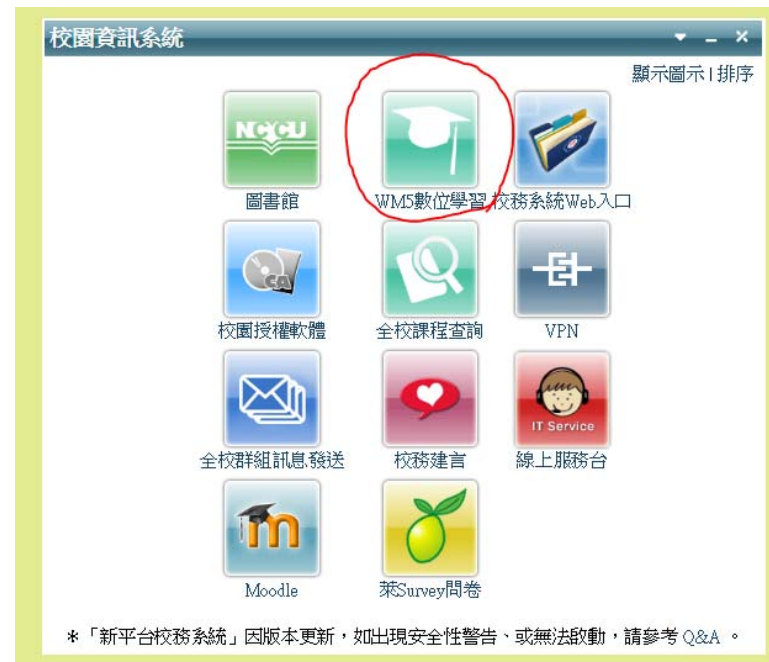 校園資訊系統
顯示圖示 | 排序
NCCU
圖書館 WM5數位學習 校務系統Web入口
CA
校園授權軟體 全校課程查詢 VPN
IT Service
全校群組訊息發送 校務建言 線上服務台
m
Moodle 萊Survey問卷
*「新平台校務系統」因版本更新，如出現安全性警告、或無法啟動，請參考 Q&A 。